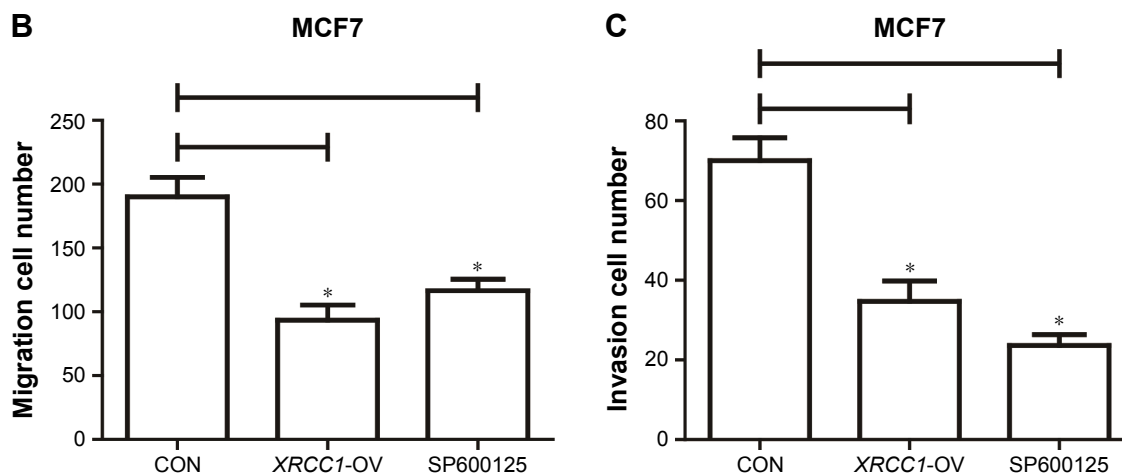 B
MCF7
Migration cell number
250
200
150
100
50
0
*
*
CON
XRCC1-OV
SP600125
C
MCF7
Invasion cell number
80
60
40
20
0
*
*
CON
XRCC1-OV
SP600125